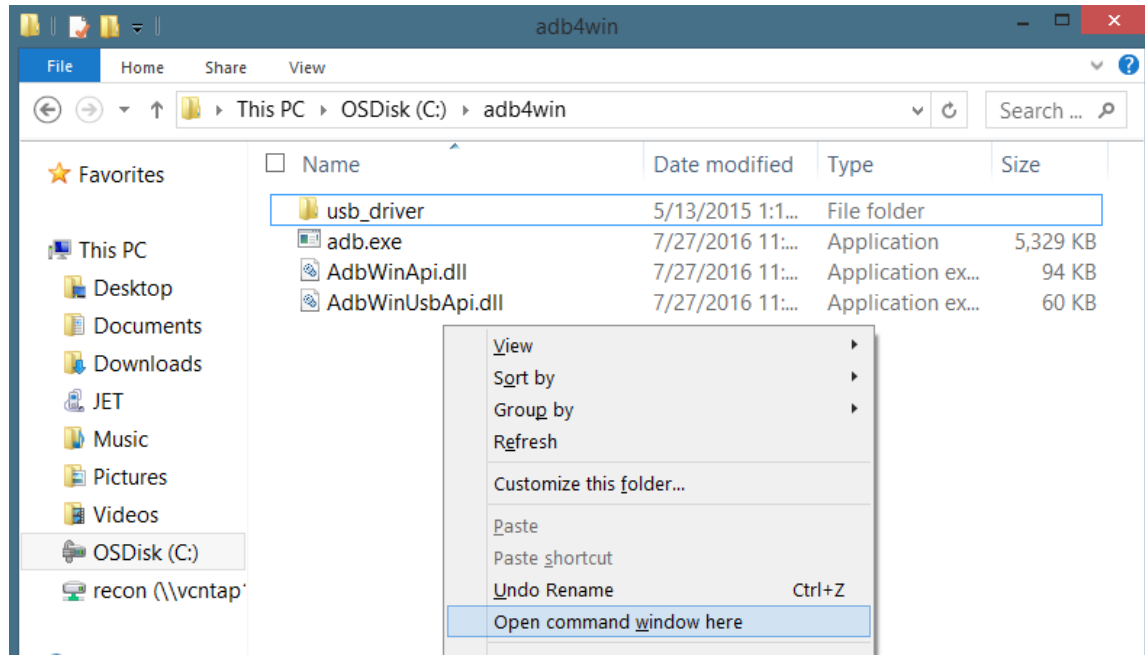 adb4win
File Home Share View
This PC OSDisk (C:) adb4win
Search ...
Name Date modified Type Size
Favorites
This PC
Desktop
Documents
Downloads
JET
Music
Pictures
Videos
OSDisk (C:)
recon (\\vcntap
usb_driver 5/13/2015 1:1... File folder
adb.exe 7/27/2016 11:... Application 5,329 KB
AdbWinApi.dll 7/27/2016 11:... Application ex... 94 KB
AdbWinUsbApi.dll 7/27/2016 11:... Application ex... 60 KB
View
Sort by
Group by
Refresh
Customize this folder...
Paste
Paste shortcut
Undo Rename Ctrl+Z
Open command window here